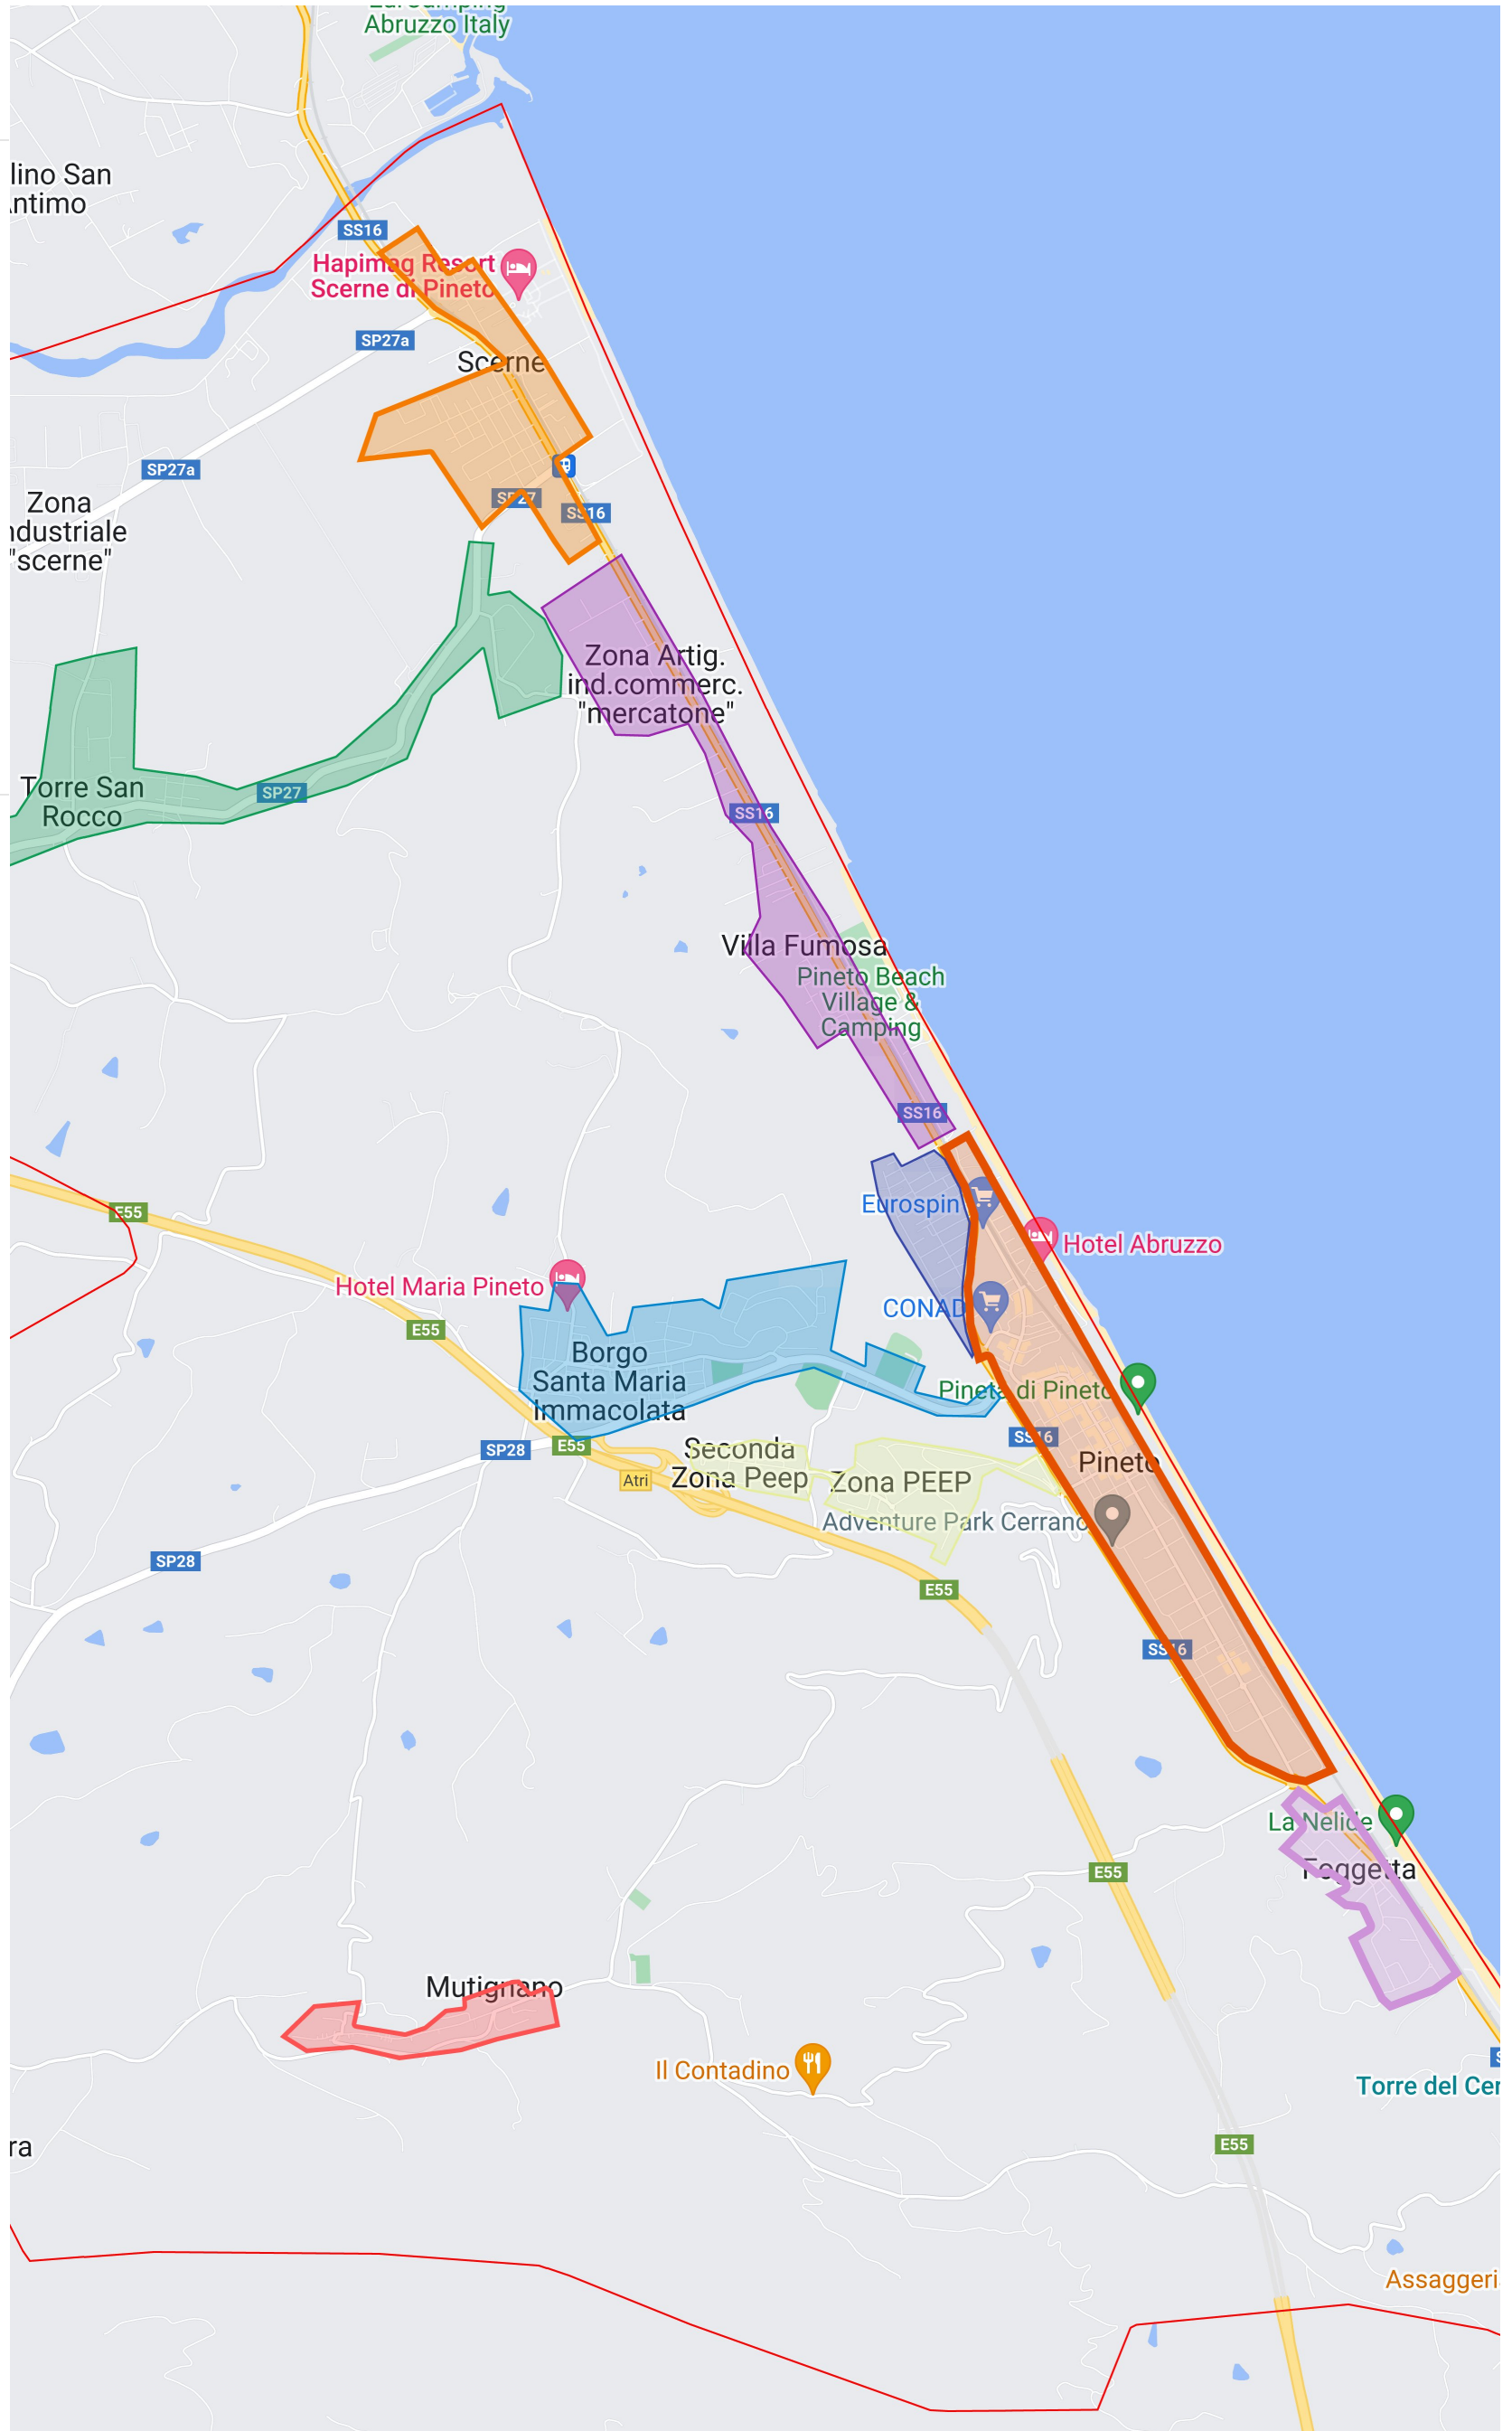 Abruzzo Italy
lino San
ntimo
SS16
Hapimag Resort
Scerne di Pineto
SP27a
Scerne
SP27a
SP27
Zona
ndustriale
"scerne"
SS16
Zona Artig.
ind.commerc.
"mercatone"
Torre San
Rocco
SP27
SS16
Villa Fumosa
Pineto Beach
Village &
Camping
SS16
Eurospin
E55
Hotel Abruzzo
Hotel Maria Pineto
CONAD
E55
Borgo
Santa Maria
Immacolata
Pineta di Pineto
SS16
SP28
E55
Seconda
Zona Peep
Atri
Zona PEEP
Pineto
Adventure Park Cerrano
SP28
E55
SS16
La Nelide
Foggetta
E55
Mutignano
Il Contadino
Torre del Cer
ra
E55
Assaggeri